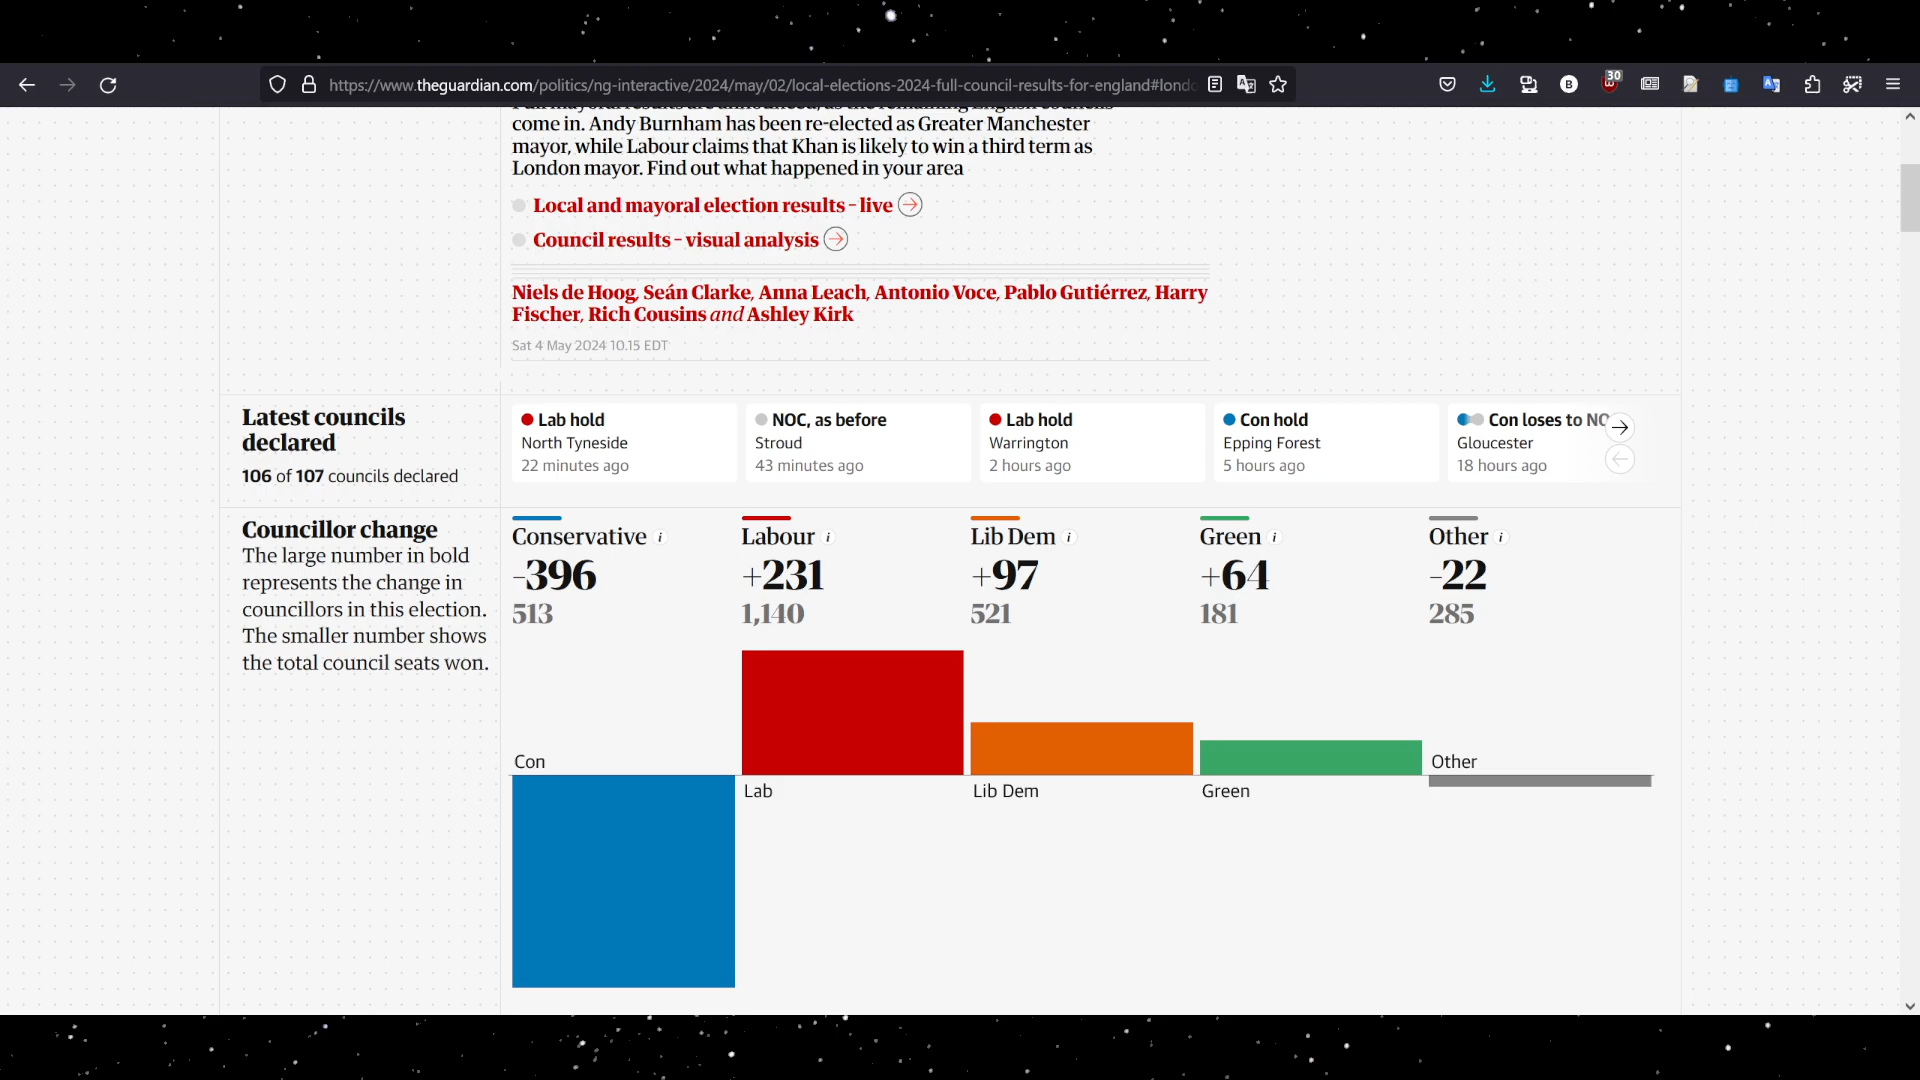 https://www.theguardian.com/politics/ng-interactive/2024/may/02/local-elections-2024-full-council-results-for-england#londo
30
come in. Andy Burnham has been re-elected as Greater Manchester
mayor, while Labour claims that Khan is likely to win a third term as
London mayor. Find out what happened in your area
Local and mayoral election results – live
Council results – visual analysis
Niels de Hoog, Seán Clarke, Anna Leach, Antonio Voce, Pablo Gutiérrez, Harry
Fischer, Rich Cousins and Ashley Kirk
Sat 4 May 2024 10.15 EDT
Latest councils
declared
106 of 107 councils declared
Lab hold
North Tyneside
22 minutes ago
NOC, as before
Stroud
43 minutes ago
Lab hold
Warrington
2 hours ago
Con hold
Epping Forest
5 hours ago
Con loses to NO
Gloucester
18 hours ago
Councillor change
The large number in bold
represents the change in
councillors in this election.
The smaller number shows
the total council seats won.
Conservative i
-396
513
Labour i
+231
1,140
Lib Dem i
+97
521
Green i
+64
181
Other i
-22
285
Con
Lab
Lib Dem
Green
Other